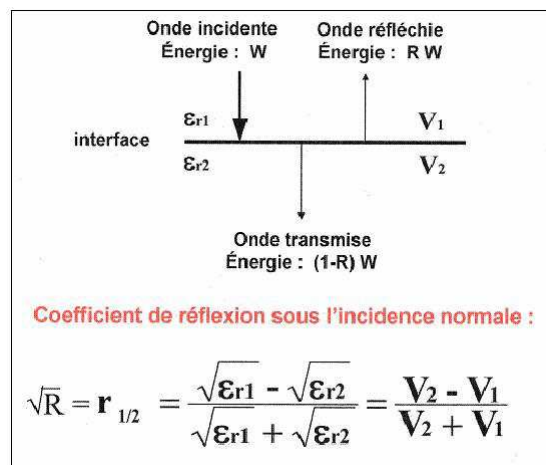 Onde incidente Onde réfléchie
Énergie : W Énergie : R W
εr1 V1
interface
εr2 V2
Onde transmise
Énergie : (1-R) W
Coefficient de réflexion sous l'incidence normale :
√R = r 1/2 = (√εr1 - √εr2) / (√εr1 + √εr2) = (V2 - V1) / (V2 + V1)